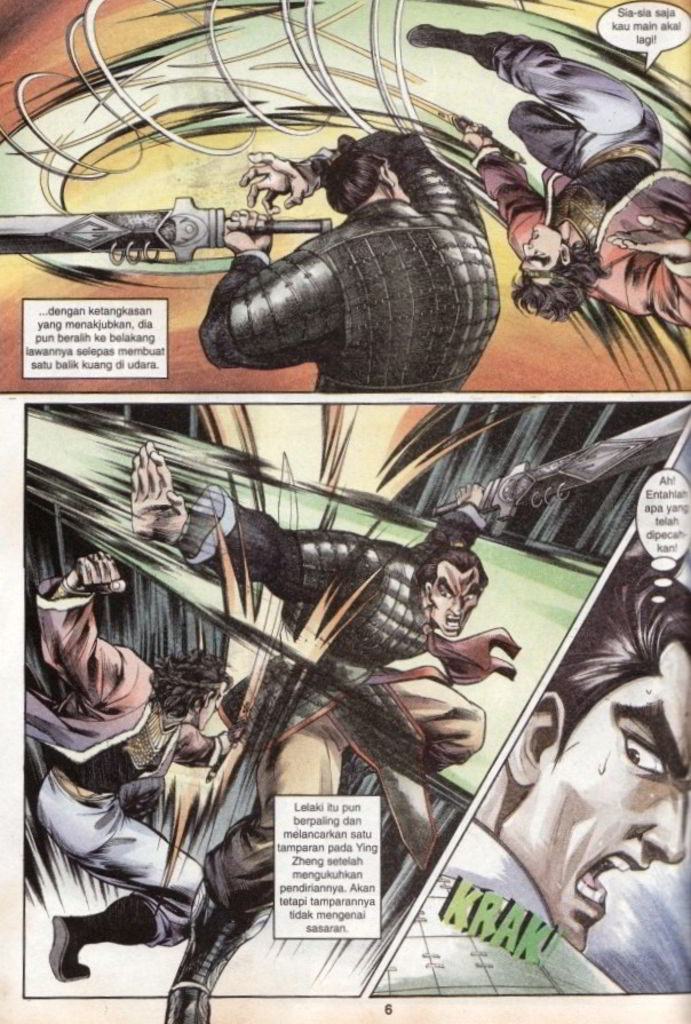 Sia-sia saja
kau main akal
lagi!
...dengan ketangkasan
yang menakjubkan, dia
pun beralih ke belakang
lawannya selepas membuat
satu balik kuang di udara.
Ah!
Entahlah
apa yang
telah
dipecah-
kan!
Lelaki itu pun
berpaling dan
melancarkan satu
tamparan pada Ying
Zheng setelah
mengukuhkan
pendiriannya. Akan
tetapi tamparannya
tidak mengenai
sasaran.
KRAK!
6